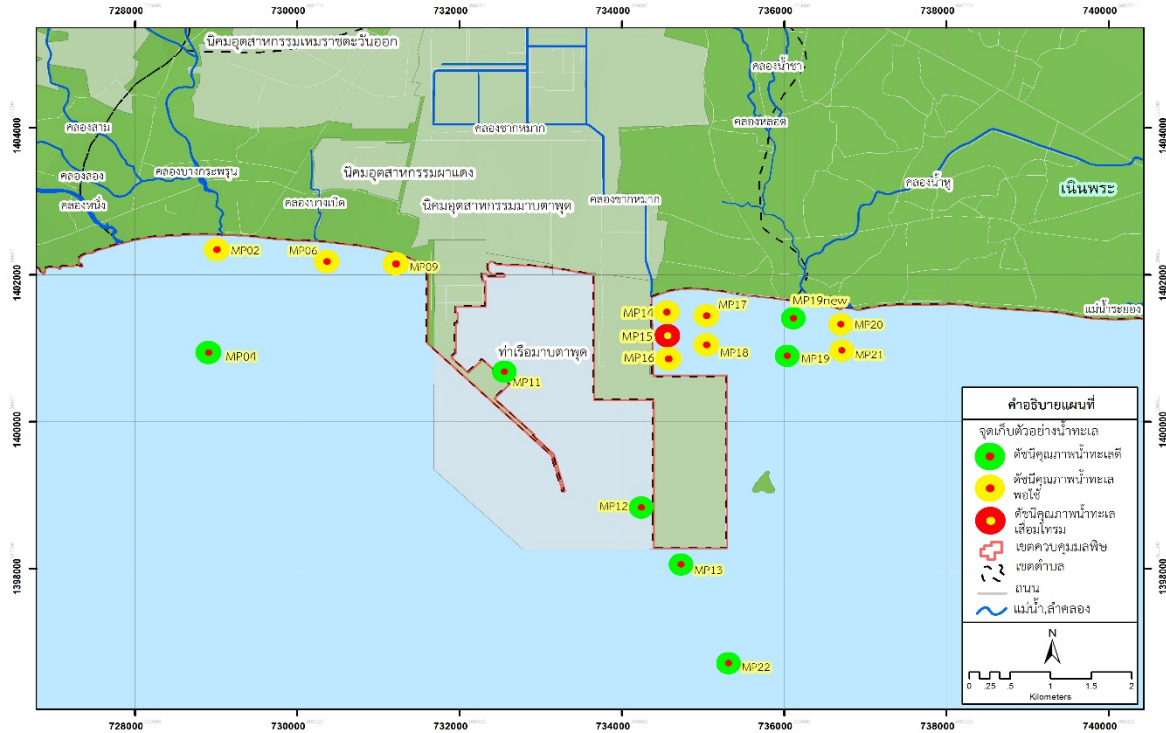 728000
730000
732000
734000
736000
738000
740000
นิคมอุตสาหกรรมเหมราชตะวันออก
คลองน้ำชา
1404000
คลองสาม
คลองชากหมาก
คลองหลอด
1404000
คลองสอง
คลองบางกระพรุน
นิคมอุตสาหกรรมผาแดง
คลองน้ำหู
เนินพระ
คลองหนึ่ง
คลองบางเบิด
นิคมอุตสาหกรรมมาบตาพุด
คลองชากหมาก
1402000
MP02
MP06
MP09
1402000
MP14
MP17
MP19new
MP20
แม่น้ำระยอง
MP15
MP16
MP18
MP19
MP21
MP04
ท่าเรือมาบตาพุด
MP11
1400000
1400000
MP12
MP13
1398000
1398000
MP22
คำอธิบายแผนที่
จุดเก็บตัวอย่างน้ำทะเล
ดัชนีคุณภาพน้ำทะเลดี
ดัชนีคุณภาพน้ำทะเล
พอใช้
ดัชนีคุณภาพน้ำทะเล
เสื่อมโทรม
เขตควบคุมมลพิษ
เขตตำบล
ถนน
แม่น้ำ,ลำคลอง
N
0 .25 .5 1 1.5 2
Kilometers
728000
730000
732000
734000
736000
738000
740000